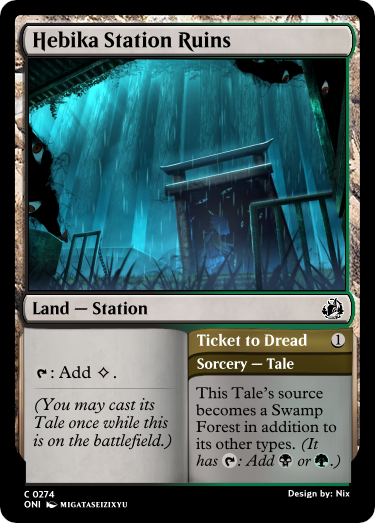 Hebika Station Ruins
Land — Station
: Add .
(You may cast its
Tale once while this
is on the battlefield.)
Ticket to Dread 1
Sorcery — Tale
This Tale's source
becomes a Swamp
Forest in addition to
its other types. (It
has : Add or .)
C 0274
ONI MIGATASEIZIXYU
Design by: Nix